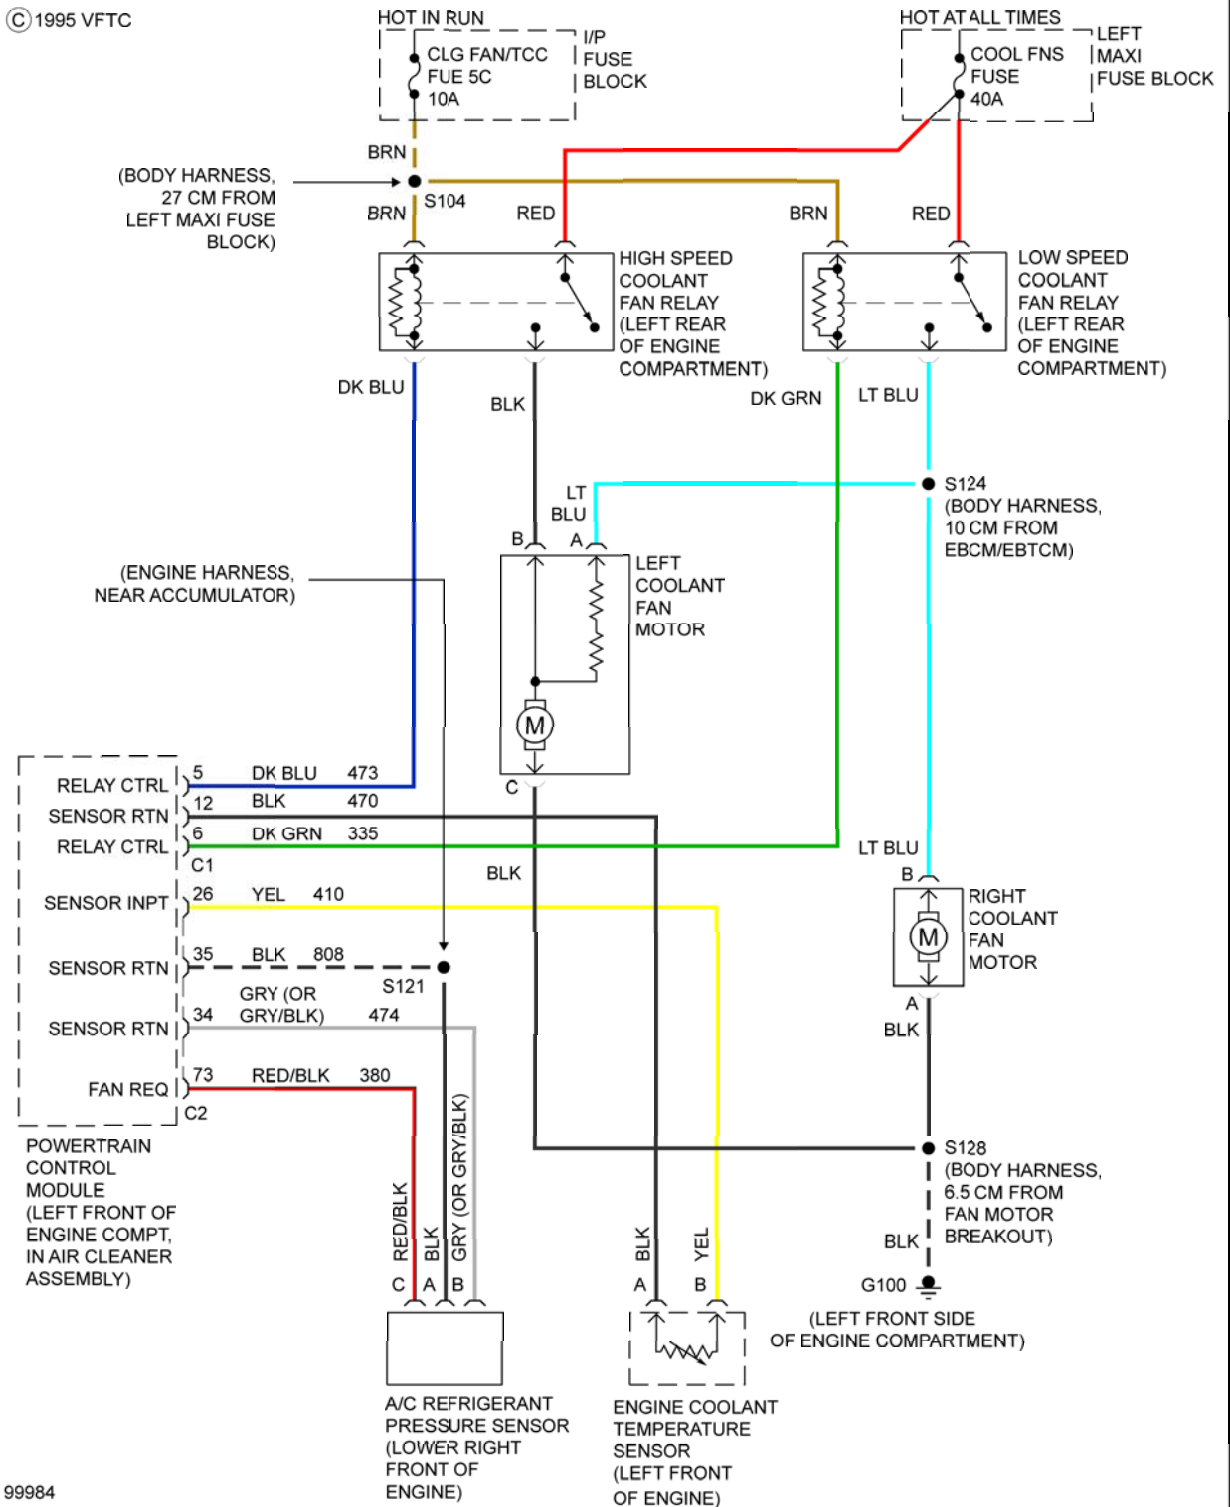 © 1995 VFTC
HOT IN RUN
CLG FAN/TCC
FUE 5C
10A
I/P
FUSE
BLOCK
HOT AT ALL TIMES
COOL FNS
FUSE
40A
LEFT
MAXI
FUSE BLOCK
BRN
(BODY HARNESS,
27 CM FROM
LEFT MAXI FUSE
BLOCK)
S104
BRN
RED
BRN
RED
HIGH SPEED
COOLANT
FAN RELAY
(LEFT REAR
OF ENGINE
COMPARTMENT)
LOW SPEED
COOLANT
FAN RELAY
(LEFT REAR
OF ENGINE
COMPARTMENT)
DK BLU
BLK
DK GRN
LT BLU
LT
BLU
S124
(BODY HARNESS,
10 CM FROM
EBCM/EBTCM)
B
A
LEFT
COOLANT
FAN
MOTOR
(ENGINE HARNESS,
NEAR ACCUMULATOR)
M
C
RELAY CTRL
5
DK BLU
473
SENSOR RTN
12
BLK
470
RELAY CTRL
6
DK GRN
335
C1
BLK
LT BLU
B
SENSOR INPT
26
YEL
410
RIGHT
COOLANT
FAN
MOTOR
M
SENSOR RTN
35
BLK
808
S121
SENSOR RTN
34
GRY (OR
GRY/BLK)
474
A
BLK
FAN REQ
73
RED/BLK
380
C2
POWERTRAIN
CONTROL
MODULE
(LEFT FRONT OF
ENGINE COMPT,
IN AIR CLEANER
ASSEMBLY)
S128
(BODY HARNESS,
6.5 CM FROM
FAN MOTOR
BREAKOUT)
RED/BLK
BLK
GRY (OR GRY/BLK)
BLK
YEL
BLK
C
A
B
A
B
G100
(LEFT FRONT SIDE
OF ENGINE COMPARTMENT)
A/C REFRIGERANT
PRESSURE SENSOR
(LOWER RIGHT
FRONT OF
ENGINE)
ENGINE COOLANT
TEMPERATURE
SENSOR
(LEFT FRONT
OF ENGINE)
99984